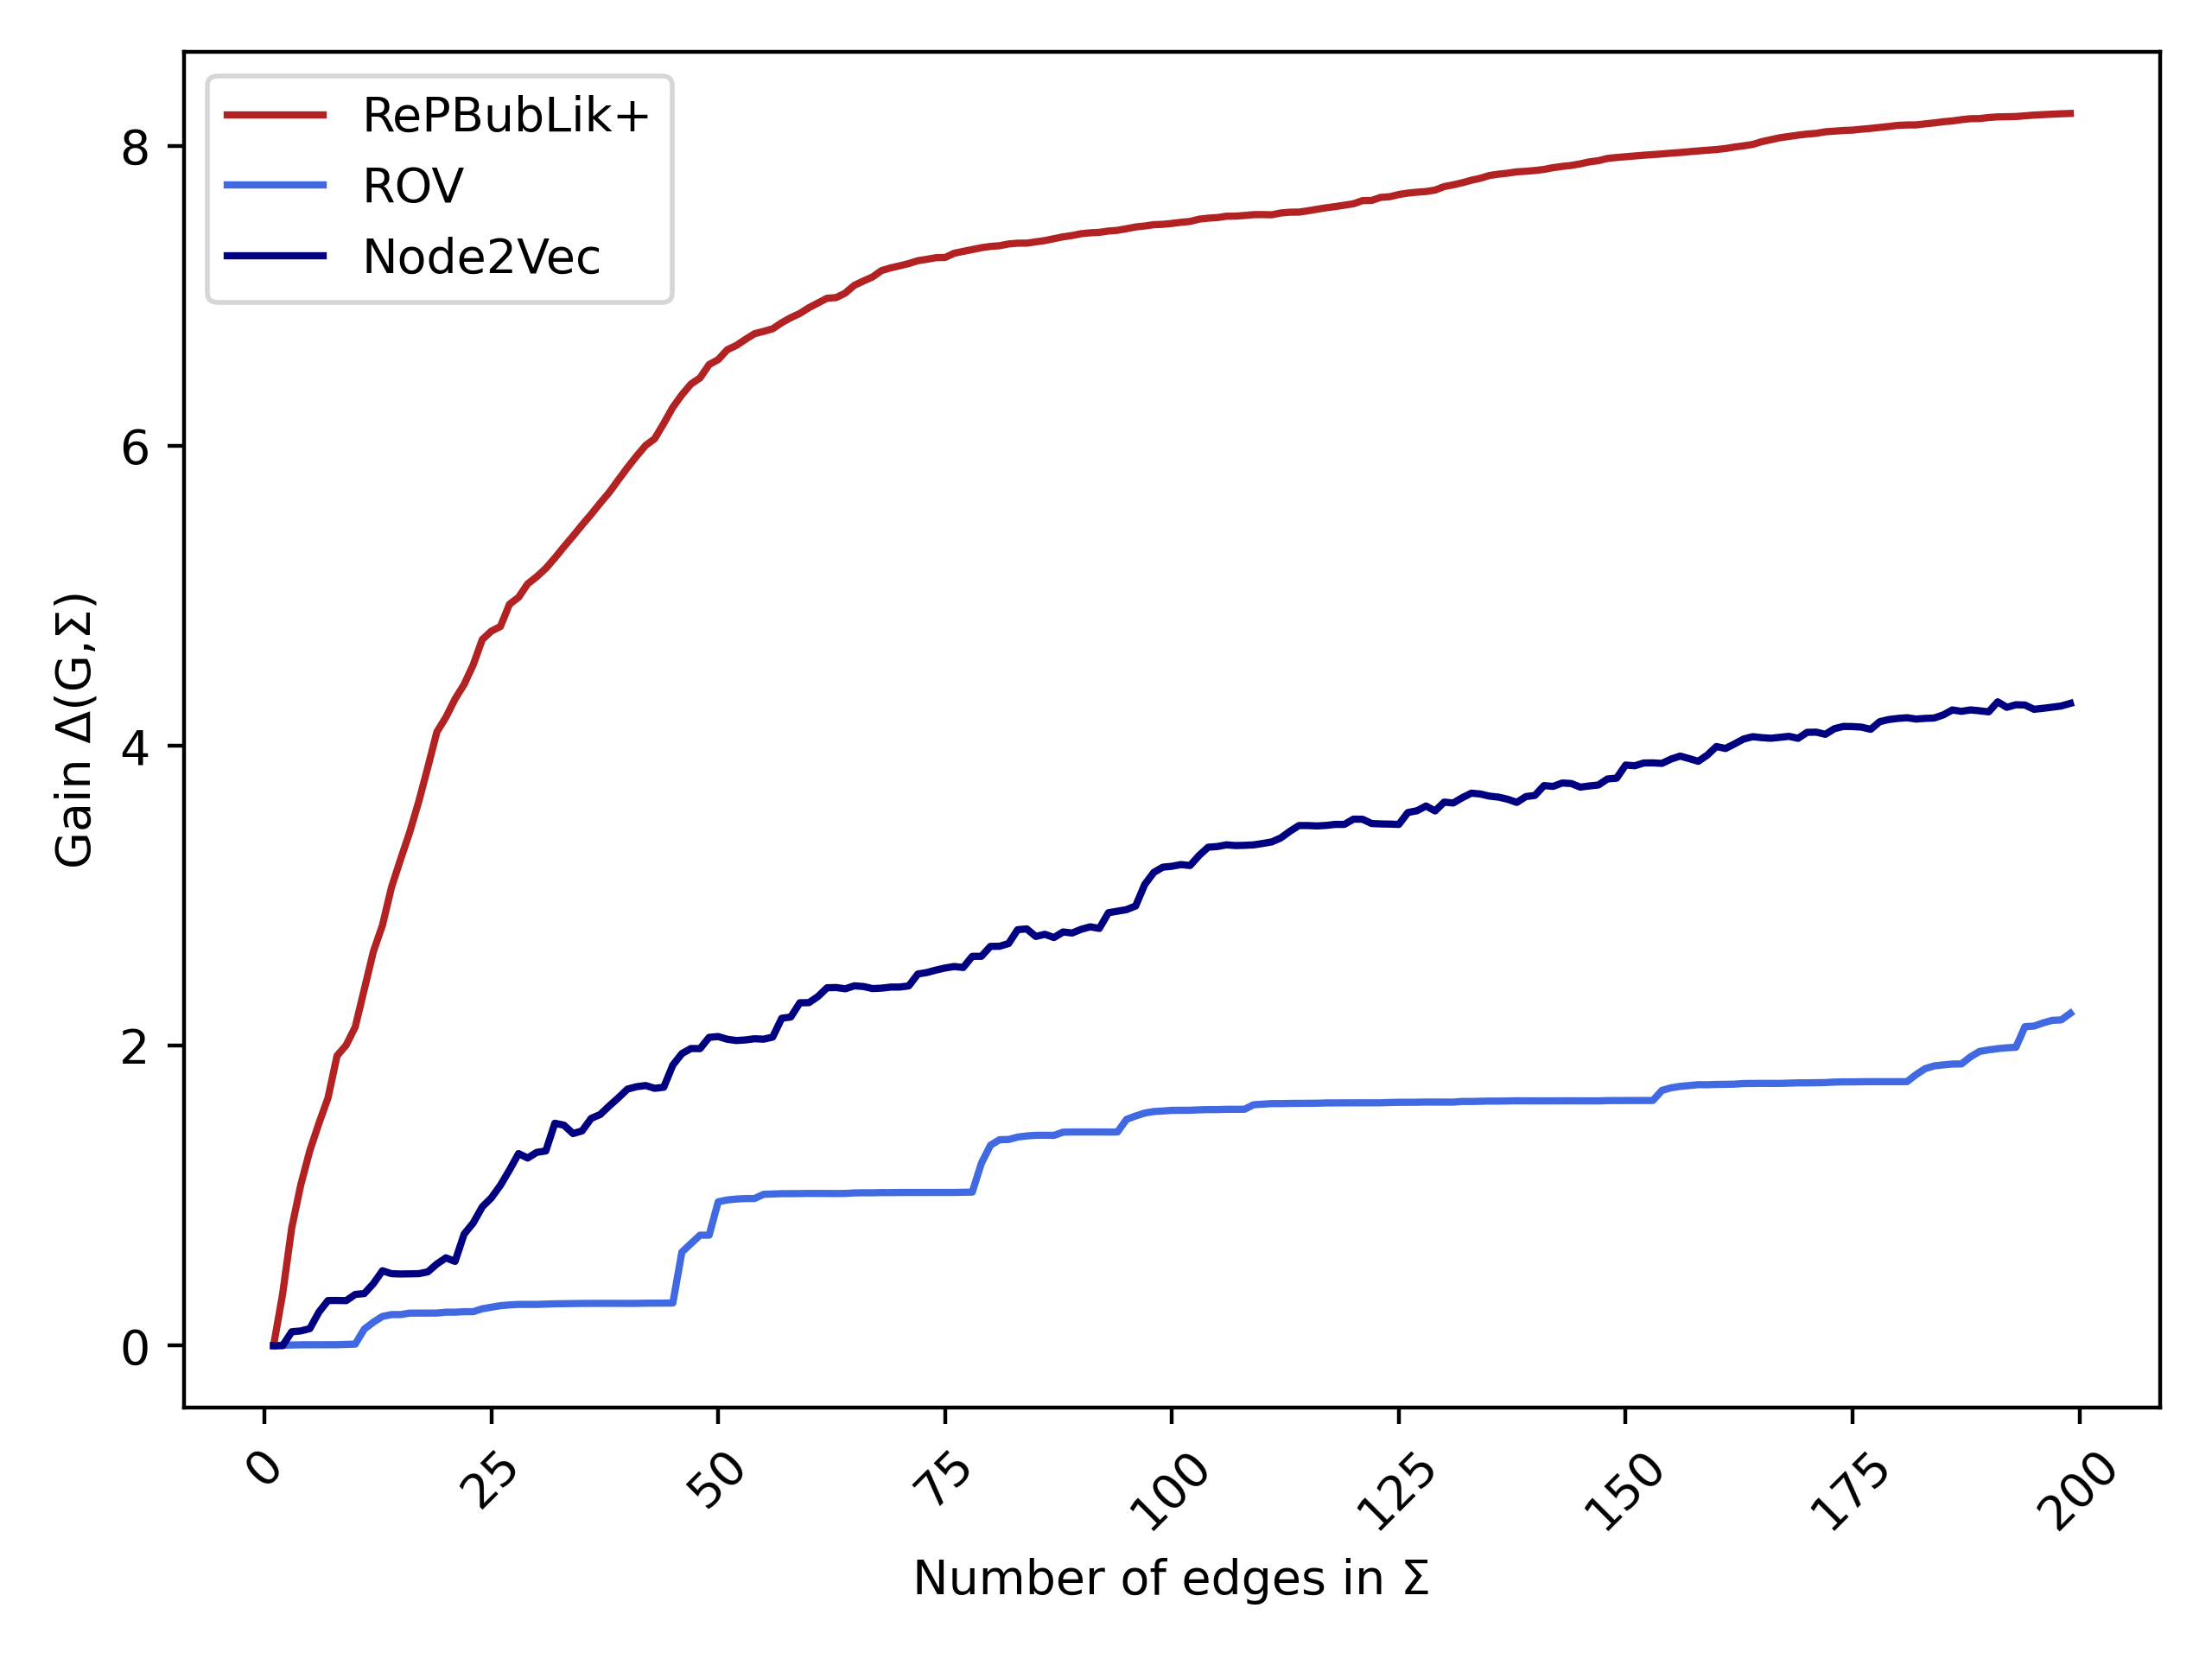 RePBubLik+
ROV
Node2Vec
8
6
4
2
0
Gain Δ(G,Σ)
0 25 50 75 100 125 150 175 200
Number of edges in Σ